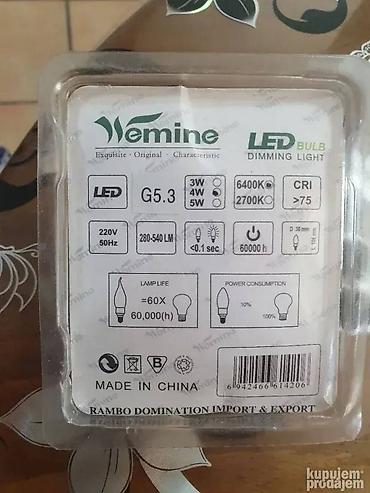 Wemine
Exquisite · Original · Characteristic
LED BULB
DIMMING LIGHT
LED
G5.3
3W
4W
5W
6400K
2700K
CRI
>75
220V
50Hz
280-540 LM
<0.1 sec
60000 h
LAMP LIFE
=60X
60,000(h)
POWER CONSUMPTION
10%
100%
MADE IN CHINA
6 942466 614206
RAMBO DOMINATION IMPORT & EXPORT
kupujem
prodajem